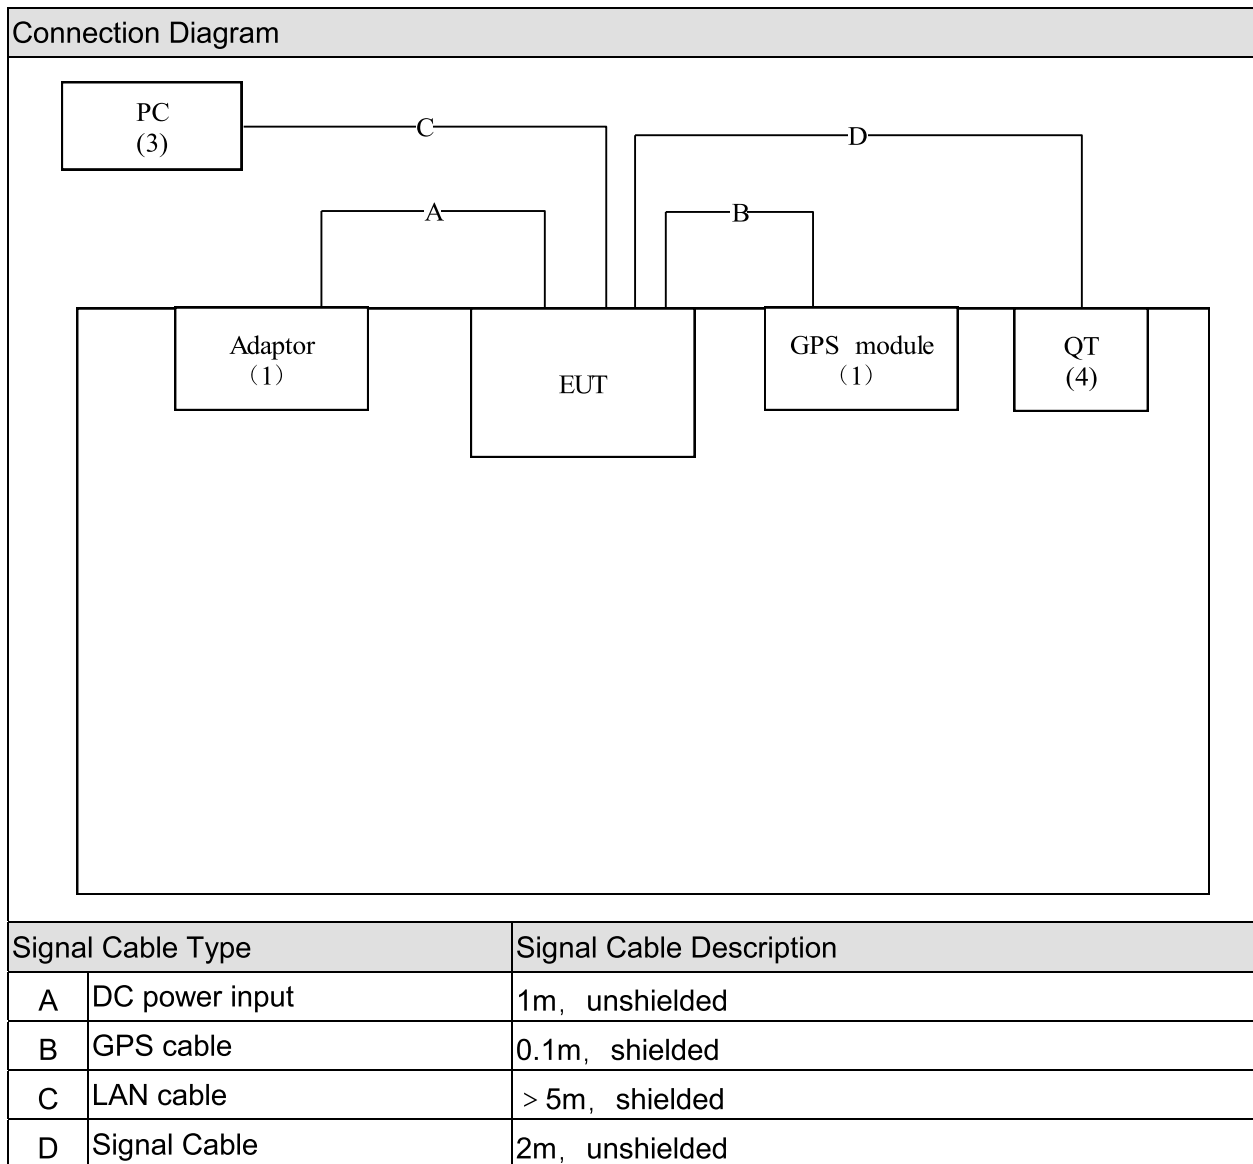 Connection Diagram
PC
(3)
C
D
A
B
Adaptor
（1）
EUT
GPS module
（1）
QT
(4)
Signal Cable Type Signal Cable Description
A DC power input 1m, unshielded
B GPS cable 0.1m, shielded
C LAN cable ＞5m, shielded
D Signal Cable 2m, unshielded